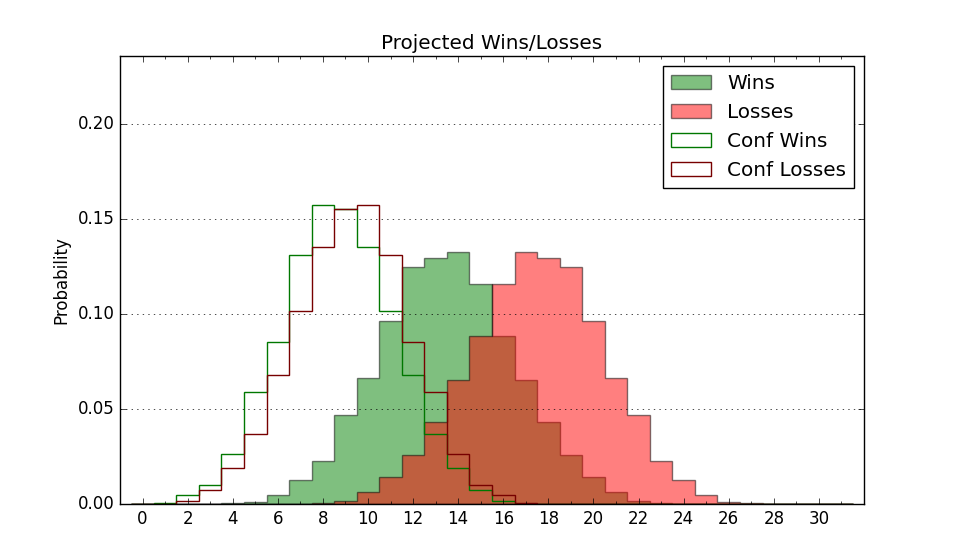 Projected Wins/Losses
Wins
Losses
Conf Wins
Conf Losses
Probability
0.20
0.15
0.10
0.05
0.00
0 2 4 6 8 10 12 14 16 18 20 22 24 26 28 30